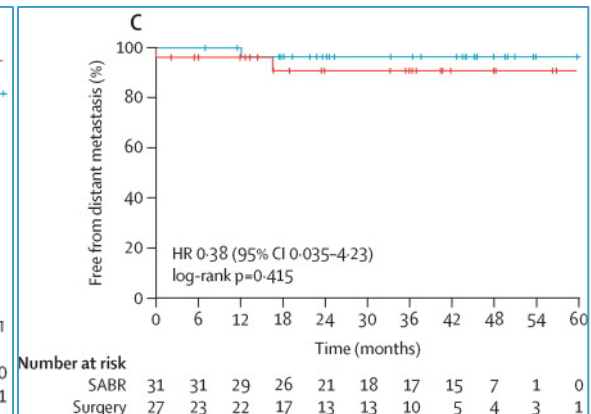 C
Free from distant metastasis (%)
100
80
60
40
20
0
HR 0·38 (95% CI 0·035–4·23)
log-rank p=0·415
0 6 12 18 24 30 36 42 48 54 60
Time (months)
Number at risk
SABR 31 31 29 26 21 18 17 15 7 1 0
Surgery 27 23 22 17 13 13 10 5 4 3 1
1
0
1